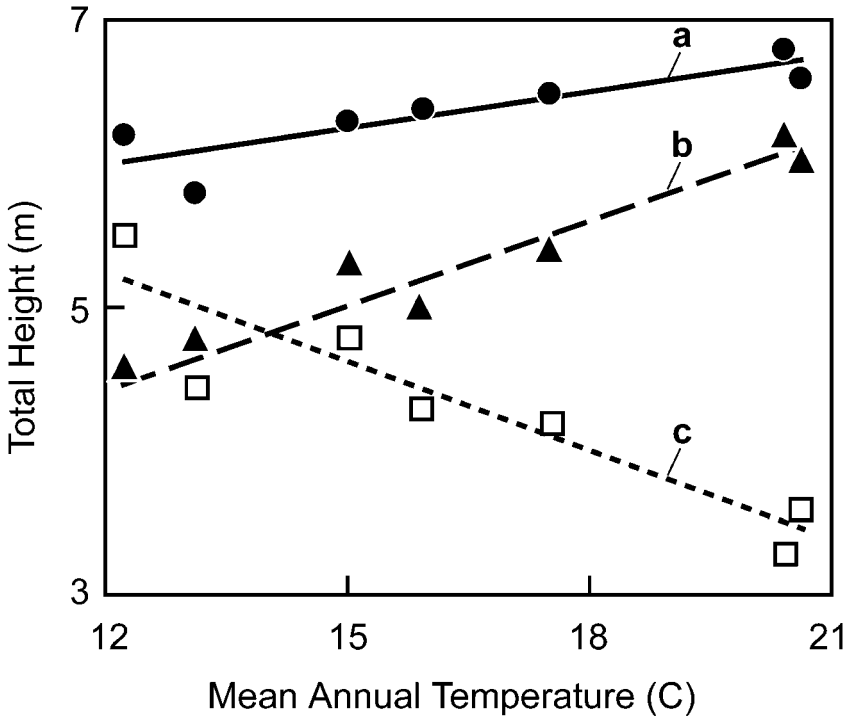 7
a
b
5
c
3
12 15 18 21
Total Height (m)
Mean Annual Temperature (C)